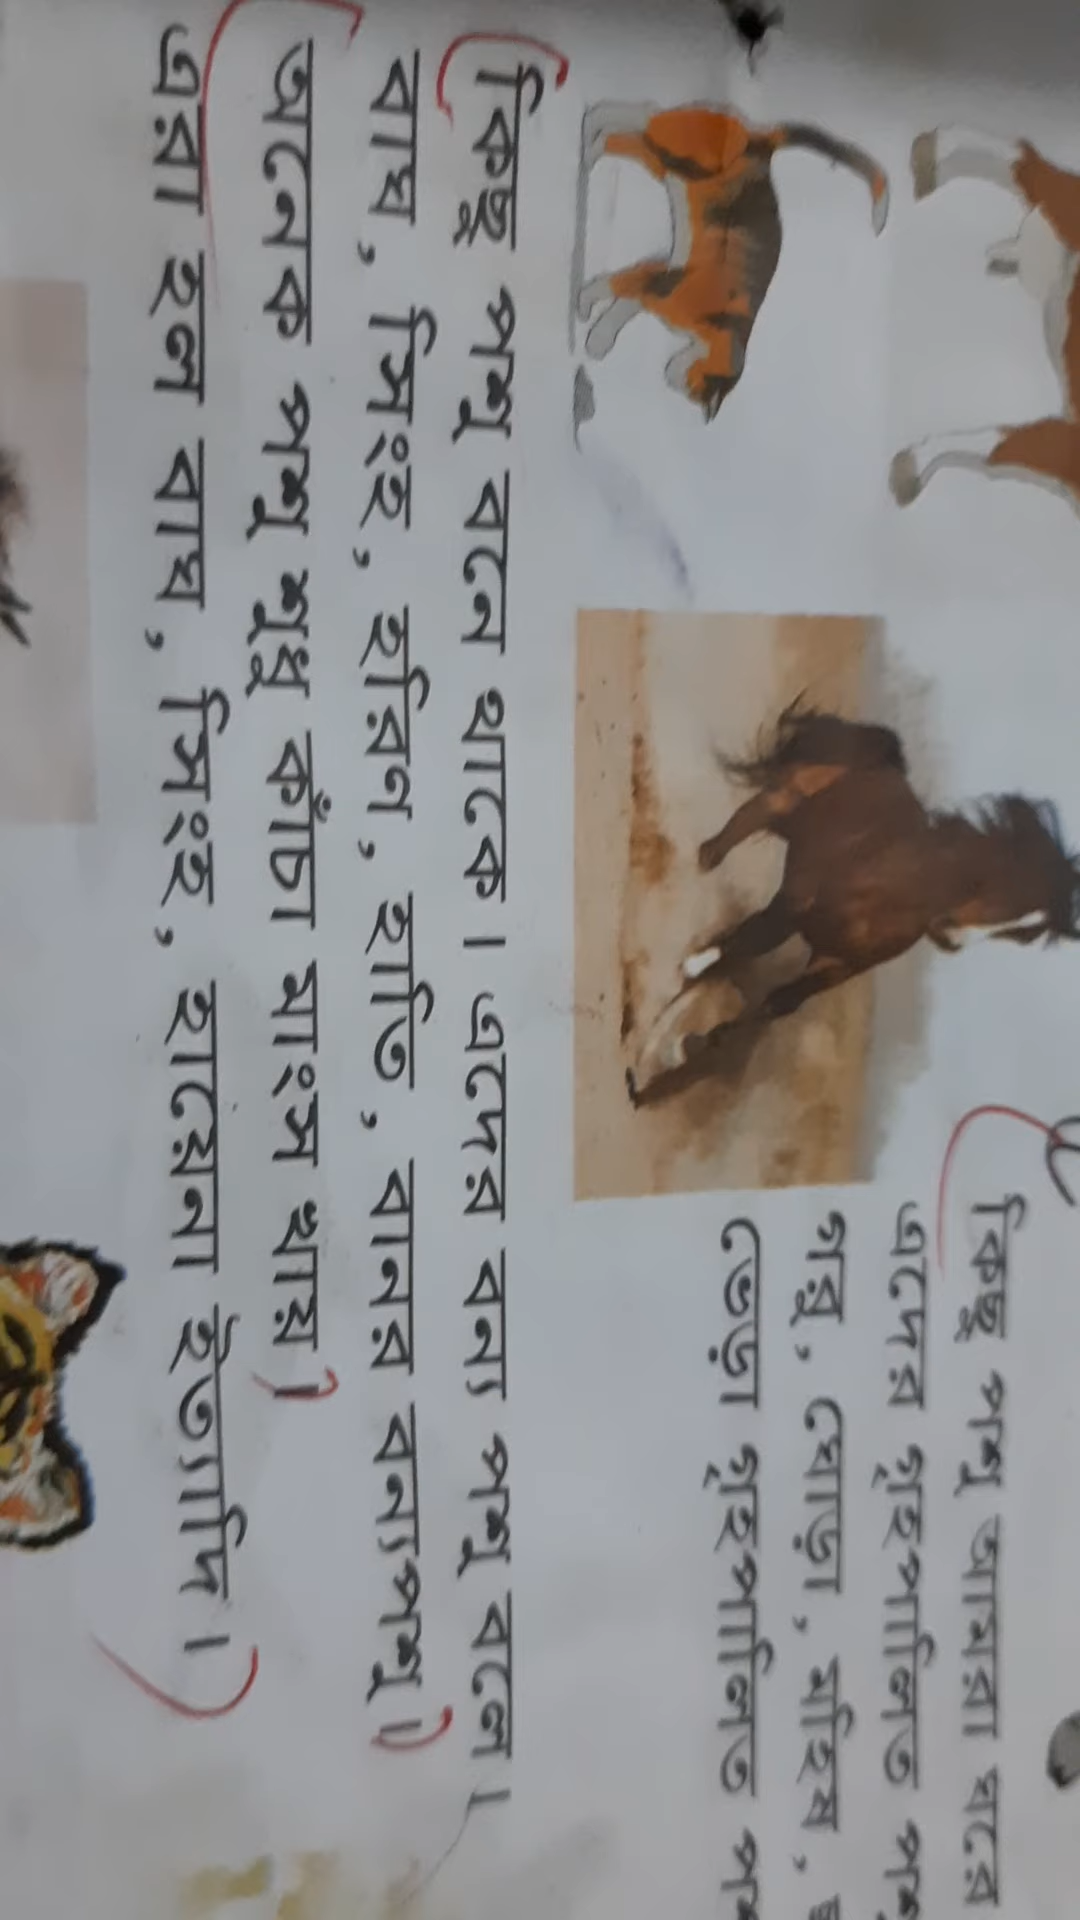 কিছু পশু আমরা ঘরে
এদের গৃহপালিত
গরু, ঘোড়া, মহিষ,
ভেড়া গৃহপালিত
কিছু পশু বনে থাকে। এদের বন্য পশু বলে।
বাঘ, সিংহ, হরিন, হাতি, বানর বন্যপশু।
অনেক পশু শুধু কাঁচা মাংস খায়।
এরা হল বাঘ, সিংহ, হায়েনা ইত্যাদি।